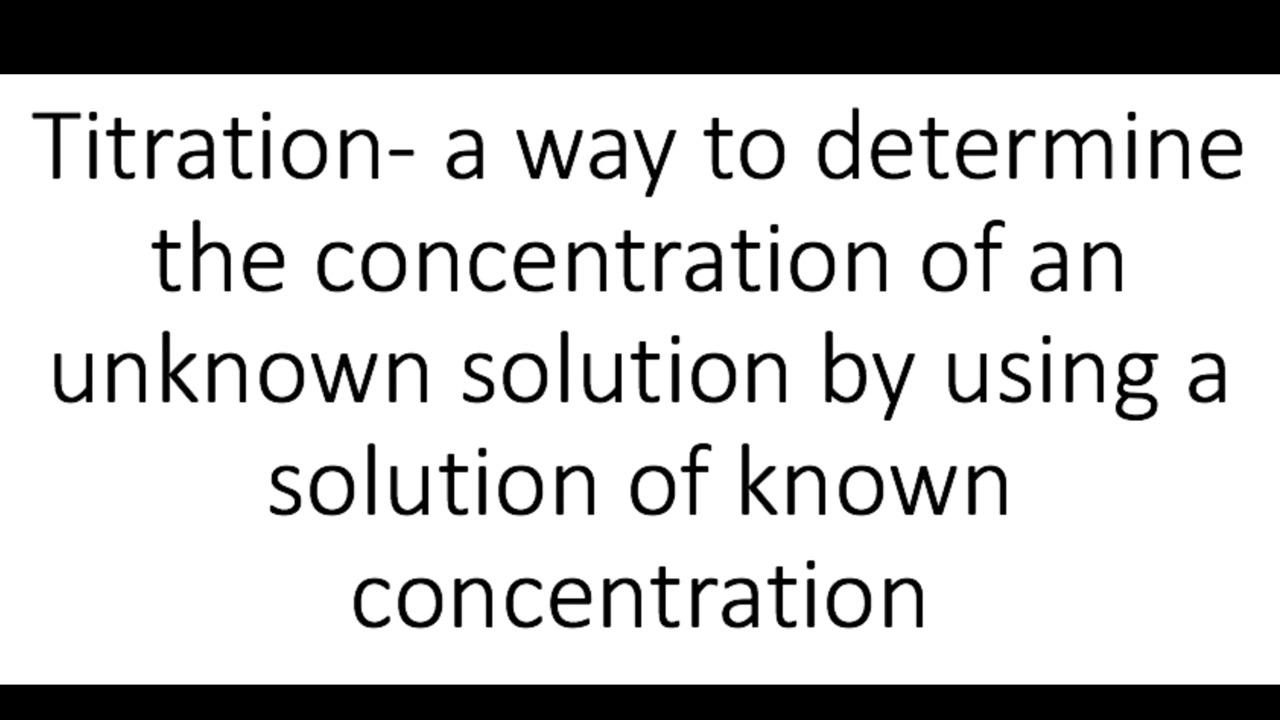 Titration- a way to determine
the concentration of an
unknown solution by using a
solution of known
concentration